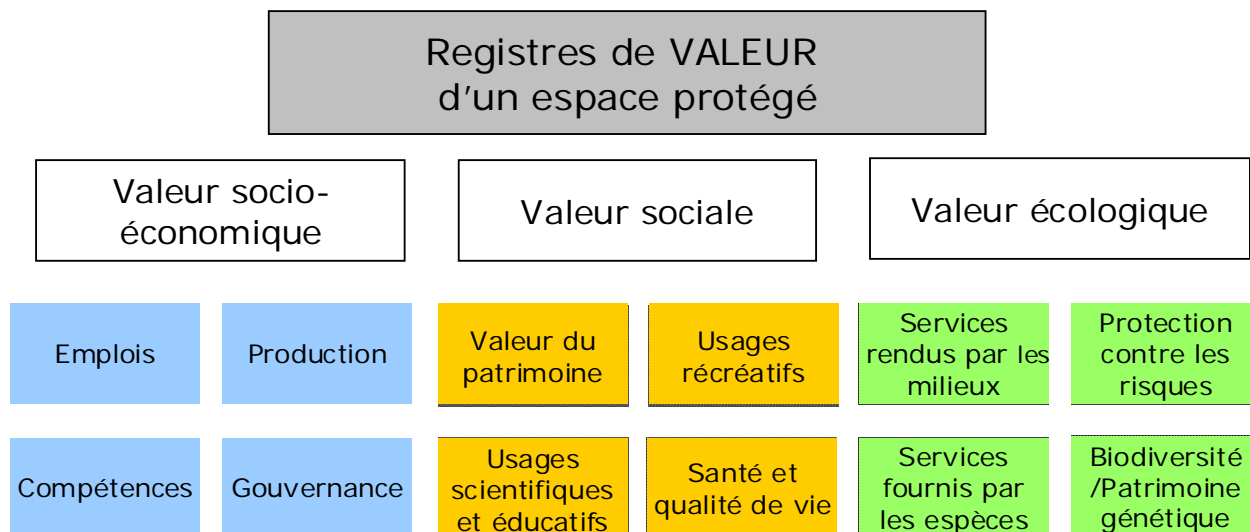 Registres de VALEUR
d'un espace protégé
Valeur socio-
économique
Valeur sociale
Valeur écologique
Emplois
Production
Valeur du
patrimoine
Usages
récréatifs
Services
rendus par les
milieux
Protection
contre les
risques
Compétences
Gouvernance
Usages
scientifiques
et éducatifs
Santé et
qualité de vie
Services
fournis par
les espèces
Biodiversité
/Patrimoine
génétique